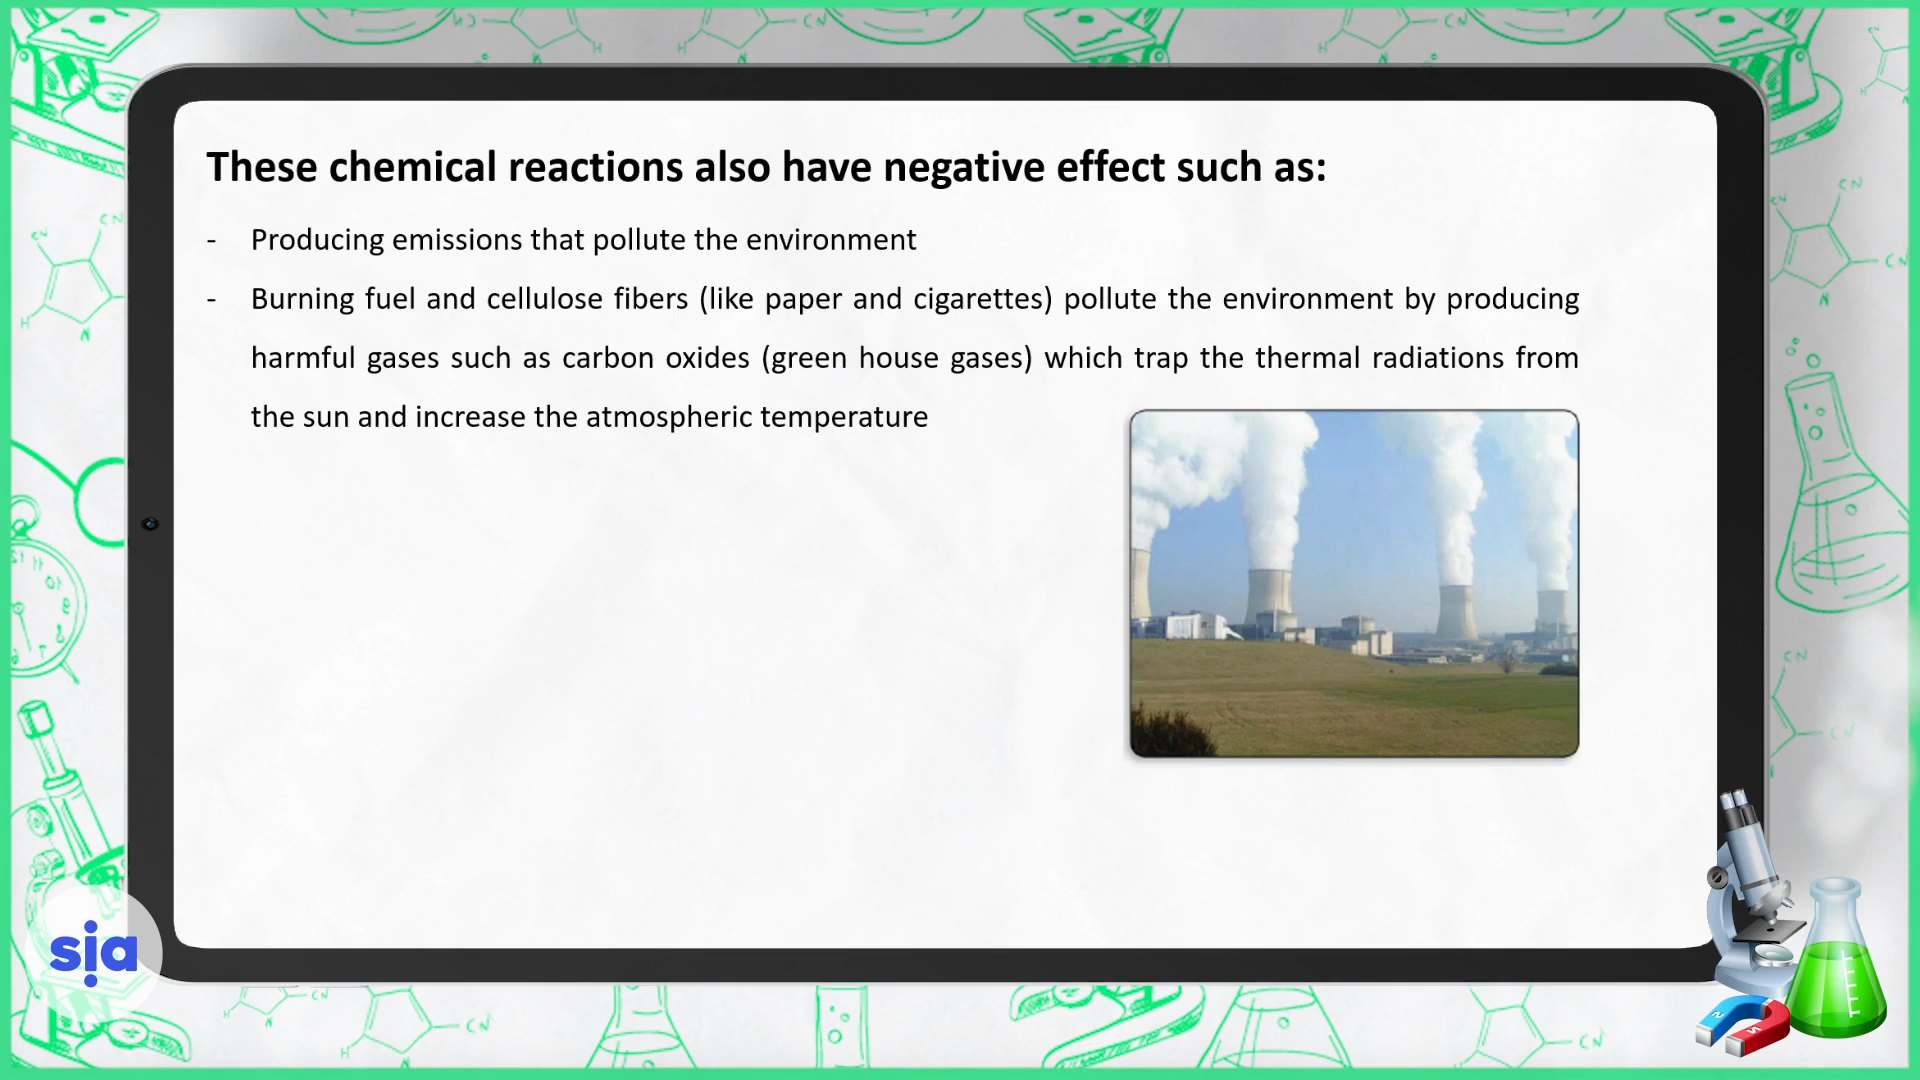 These chemical reactions also have negative effect such as:
- Producing emissions that pollute the environment
- Burning fuel and cellulose fibers (like paper and cigarettes) pollute the environment by producing
harmful gases such as carbon oxides (green house gases) which trap the thermal radiations from
the sun and increase the atmospheric temperature
sia